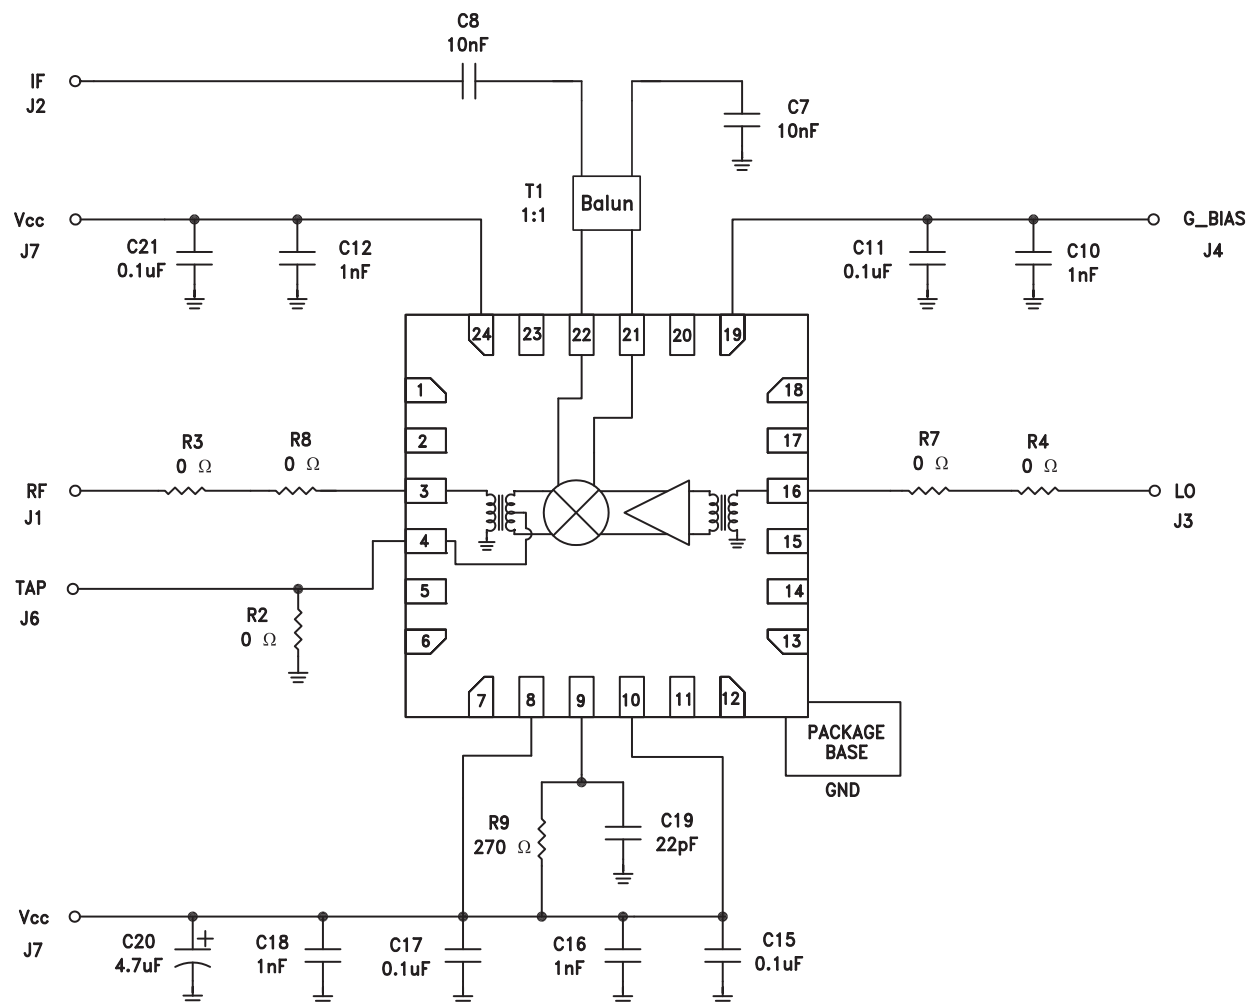 C8
10nF
IF
J2
C7
10nF
T1
1:1
Balun
Vcc
J7
C21
0.1uF
C12
1nF
C11
0.1uF
C10
1nF
G_BIAS
J4
24
23
22
21
20
19
1
2
3
4
5
6
18
17
16
15
14
13
R3
0 Ω
R8
0 Ω
RF
J1
R7
0 Ω
R4
0 Ω
LO
J3
TAP
J6
R2
0 Ω
7
8
9
10
11
12
PACKAGE
BASE
GND
R9
270 Ω
C19
22pF
Vcc
J7
C20
4.7uF
+
C18
1nF
C17
0.1uF
C16
1nF
C15
0.1uF